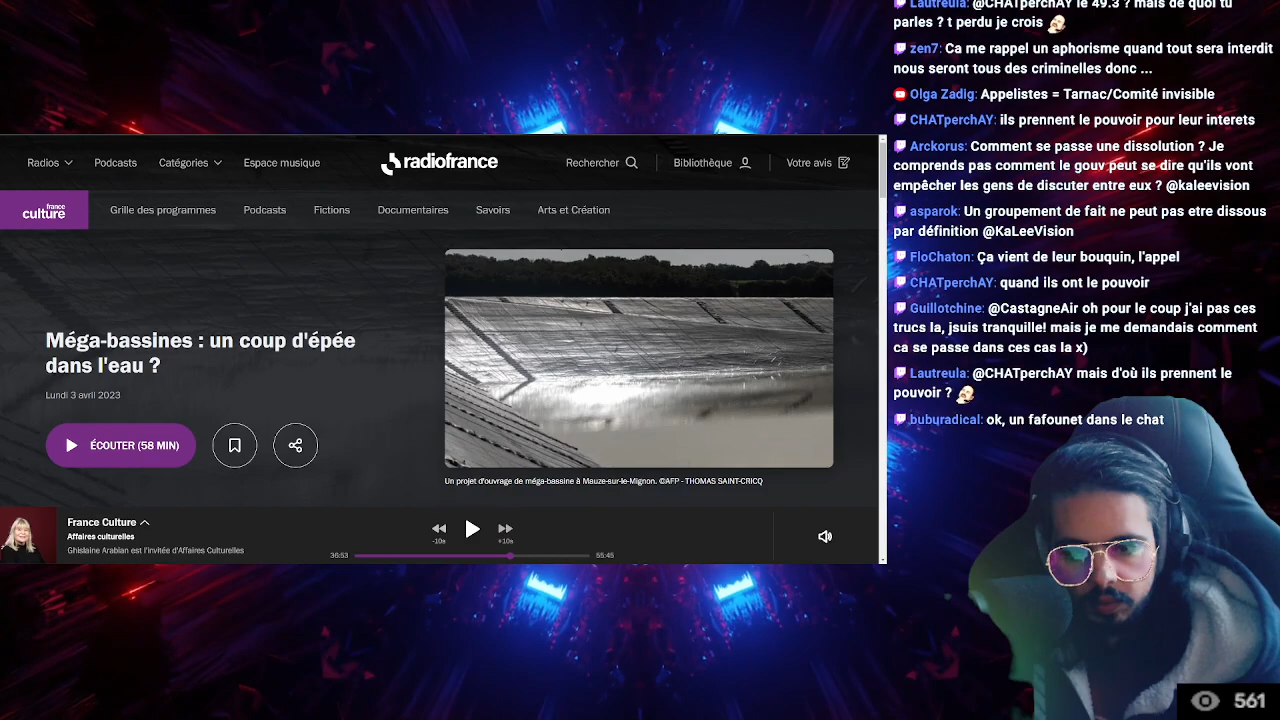 Radios
Podcasts
Catégories
Espace musique
radiofrance
Rechercher
Bibliothèque
Votre avis
france
culture
Grille des programmes
Podcasts
Fictions
Documentaires
Savoirs
Arts et Création
Méga-bassines : un coup d'épée
dans l'eau ?
Lundi 3 avril 2023
ÉCOUTER (58 MIN)
Un projet d'ouvrage de méga-bassine à Mauze-sur-le-Mignon. ©AFP - THOMAS SAINT-CRICQ
France Culture
Affaires culturelles
Ghislaine Arabian est l'invitée d'Affaires Culturelles
-10s
+10s
36:53
55:45
Lautreula: @CHATperchAY le 49.3 ? mais de quoi tu
parles ? t perdu je crois
zen7: Ca me rappel un aphorisme quand tout sera interdit
nous seront tous des criminelles donc ...
Olga Zadig: Appelistes = Tarnac/Comité invisible
CHATperchAY: ils prennent le pouvoir pour leur interets
Arckorus: Comment se passe une dissolution ? Je
comprends pas comment le gouv peut se dire qu'ils vont
empêcher les gens de discuter entre eux ? @kaleevision
asparok: Un groupement de fait ne peut pas etre dissous
par définition @KaLeeVision
FloChaton: Ça vient de leur bouquin, l'appel
CHATperchAY: quand ils ont le pouvoir
Guillotchine: @CastagneAir oh pour le coup j'ai pas ces
trucs la, jsuis tranquille! mais je me demandais comment
ca se passe dans ces cas la x)
Lautreula: @CHATperchAY mais d'où ils prennent le
pouvoir ?
buburadical: ok, un fafounet dans le chat
561